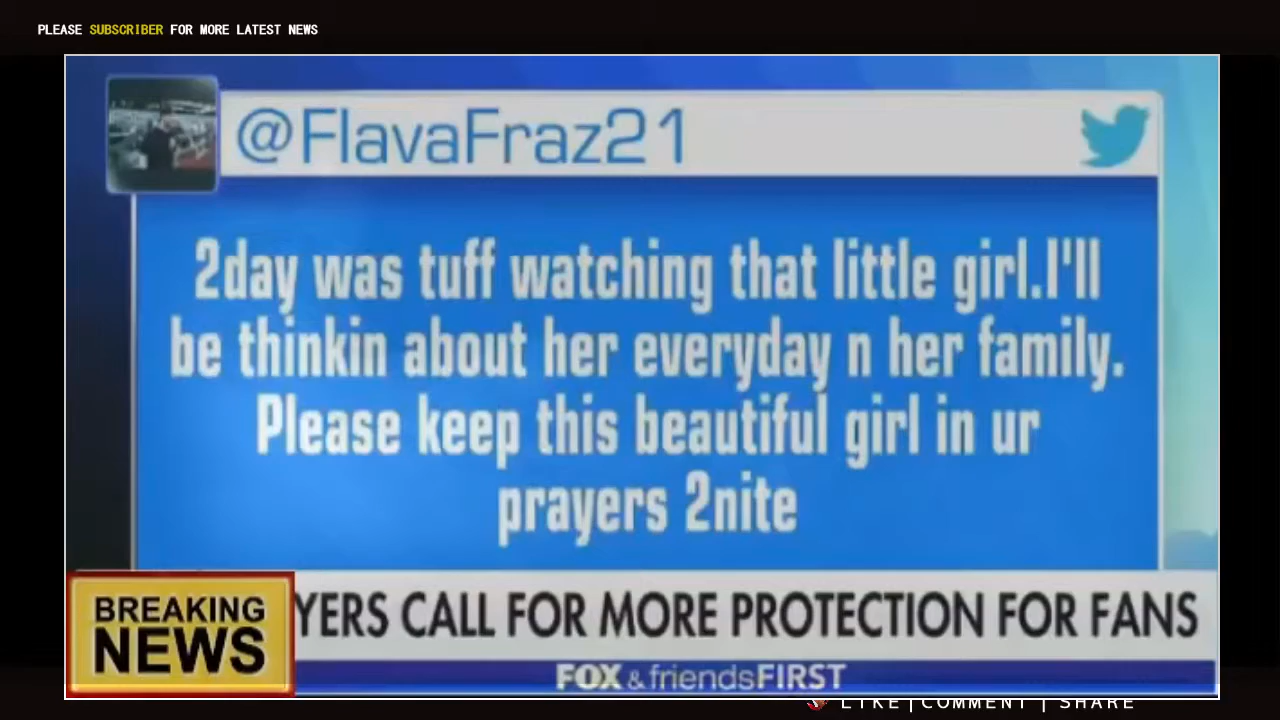 PLEASE SUBSCRIBER FOR MORE LATEST NEWS
@FlavaFraz21
2day was tuff watching that little girl.I'll
be thinkin about her everyday n her family.
Please keep this beautiful girl in ur
prayers 2nite
BREAKING
NEWS
YERS CALL FOR MORE PROTECTION FOR FANS
FOX & friends FIRST
LIKE | COMMENT | SHARE